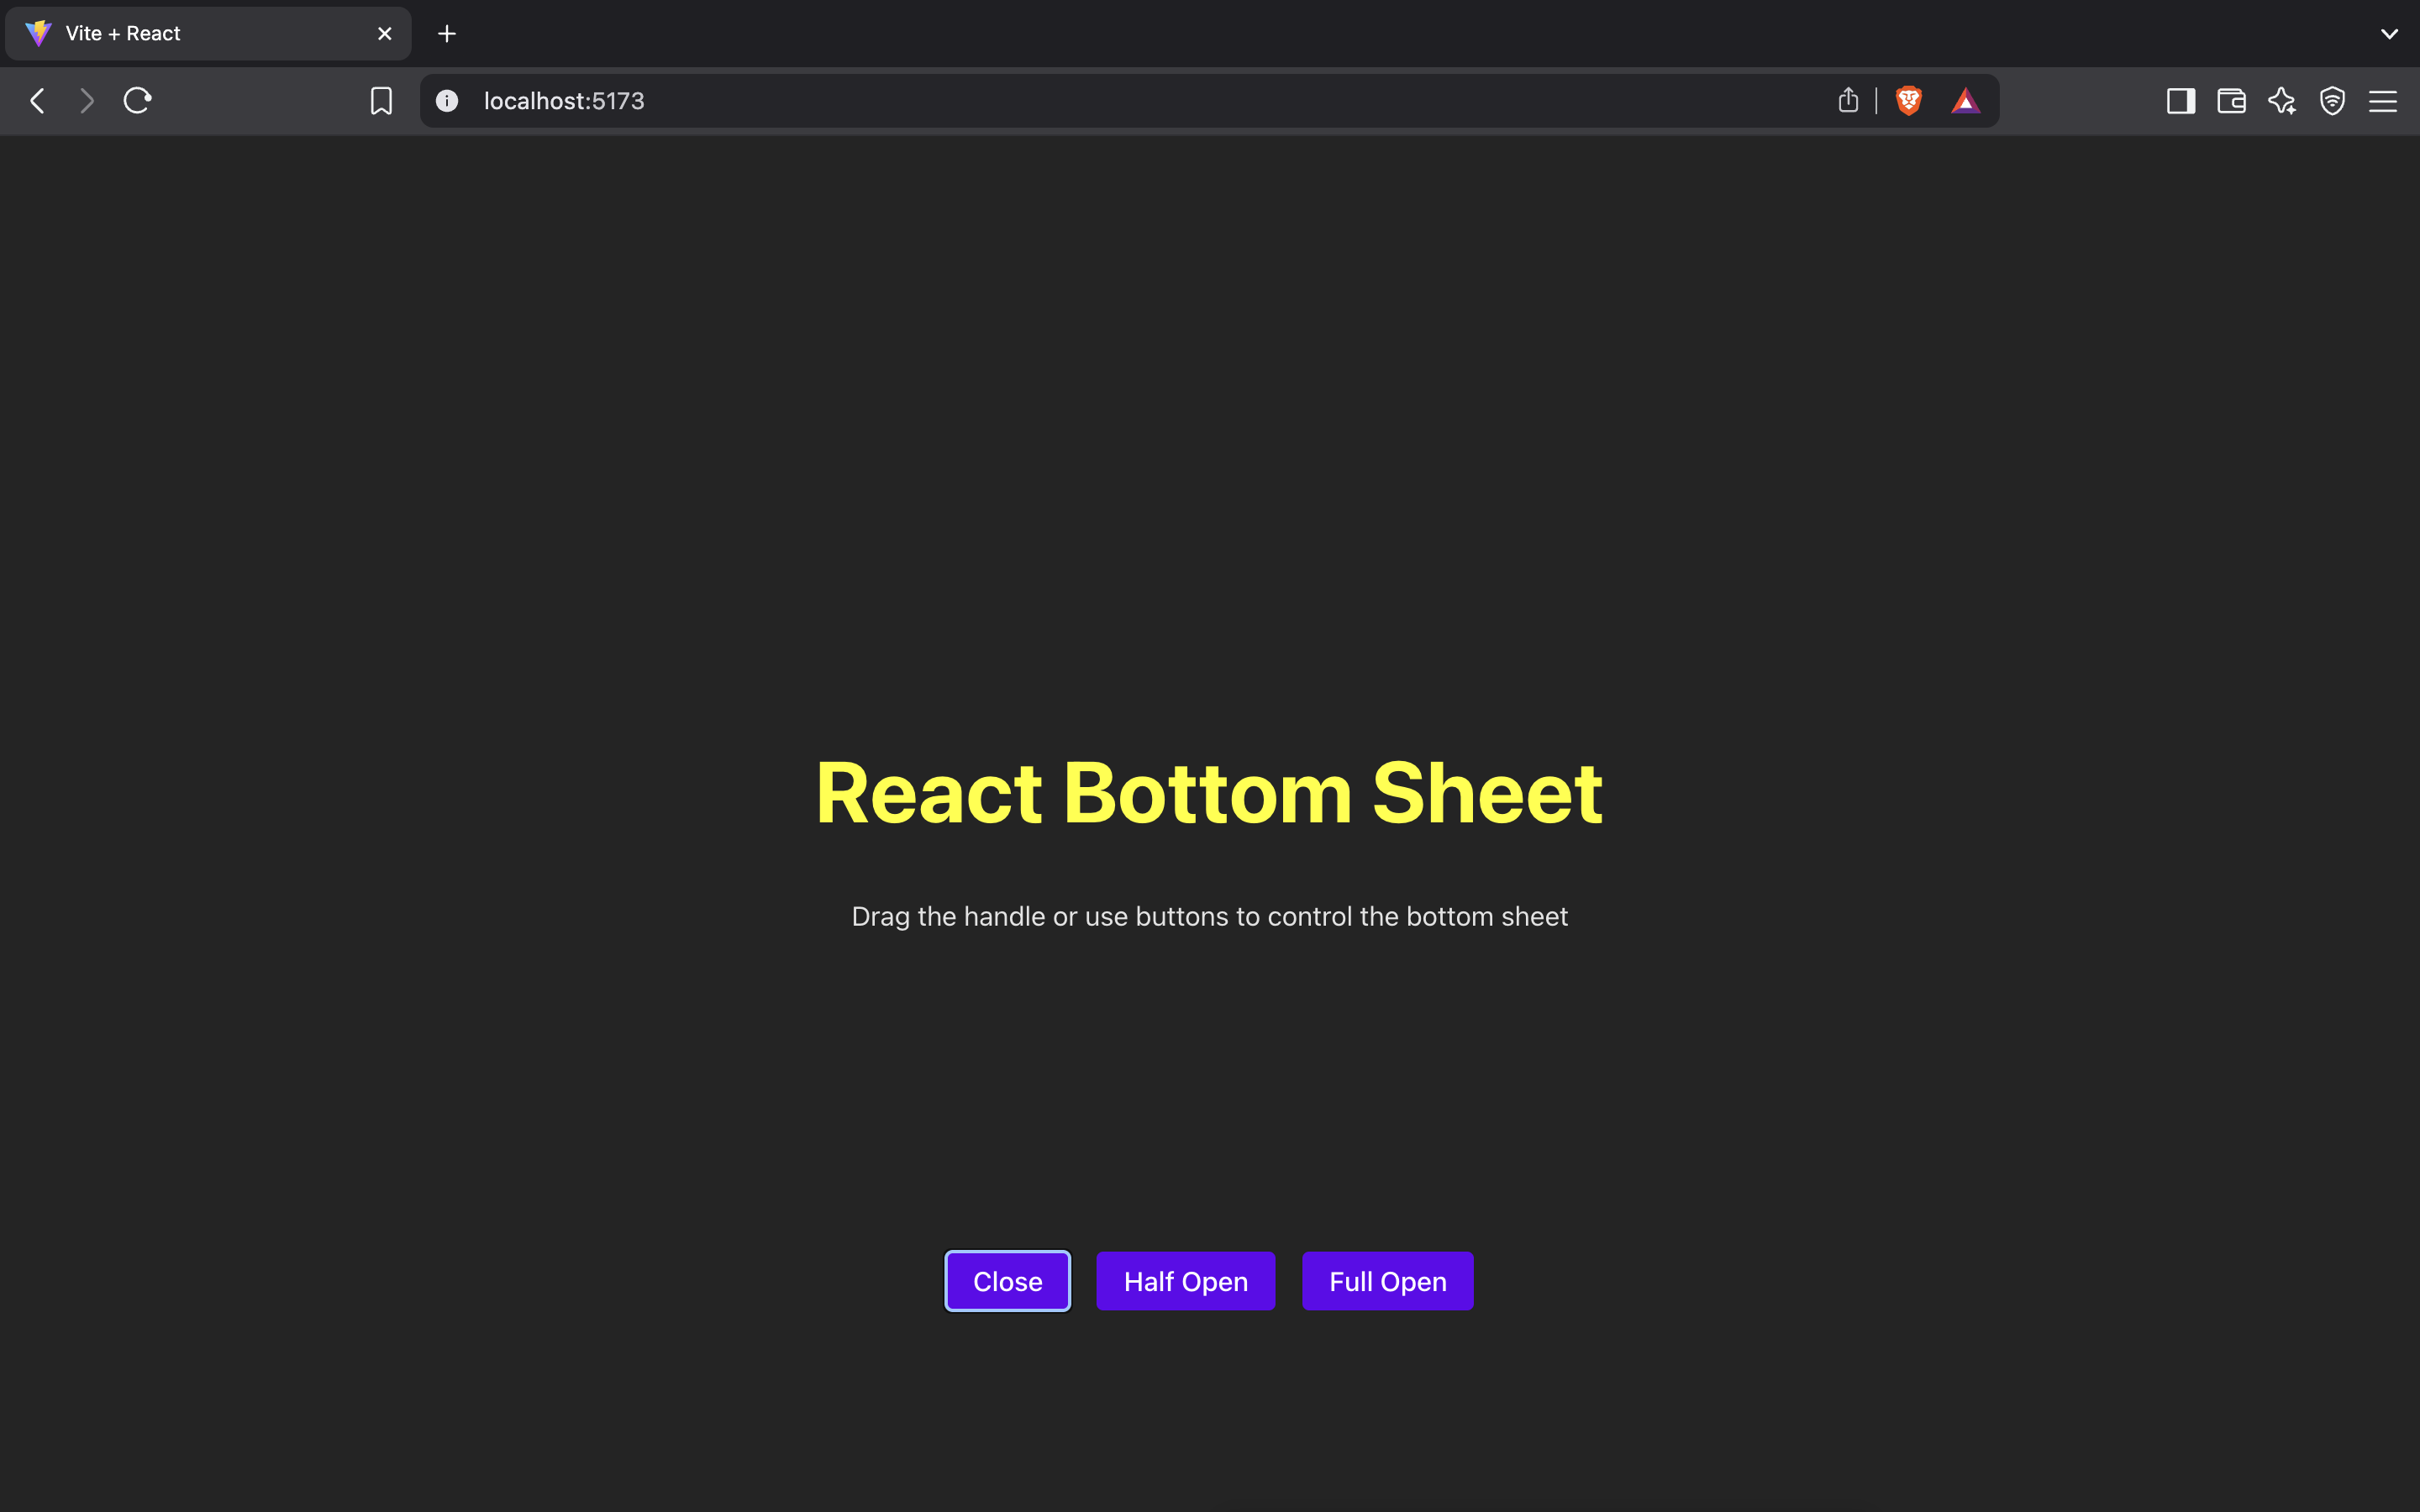 Vite + React
localhost:5173
React Bottom Sheet
Drag the handle or use buttons to control the bottom sheet
Close Half Open Full Open